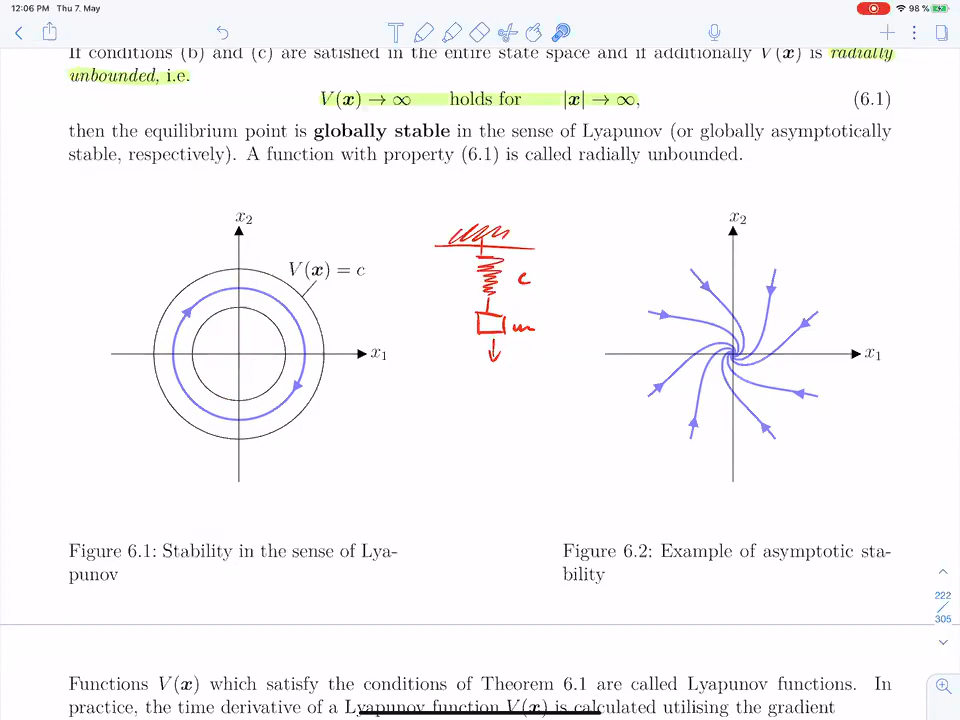 12:06 PM Thu 7. May
98 %
If conditions (b) and (c) are satisfied in the entire state space and if additionally V(x) is radially
unbounded, i.e.
V(x) → ∞ holds for |x| → ∞, (6.1)
then the equilibrium point is globally stable in the sense of Lyapunov (or globally asymptotically
stable, respectively). A function with property (6.1) is called radially unbounded.
x2
V(x) = c
x1
c
m
x2
x1
Figure 6.1: Stability in the sense of Lya-
punov
Figure 6.2: Example of asymptotic sta-
bility
222
305
Functions V(x) which satisfy the conditions of Theorem 6.1 are called Lyapunov functions. In
practice, the time derivative of a Lyapunov function V(x) is calculated utilising the gradient